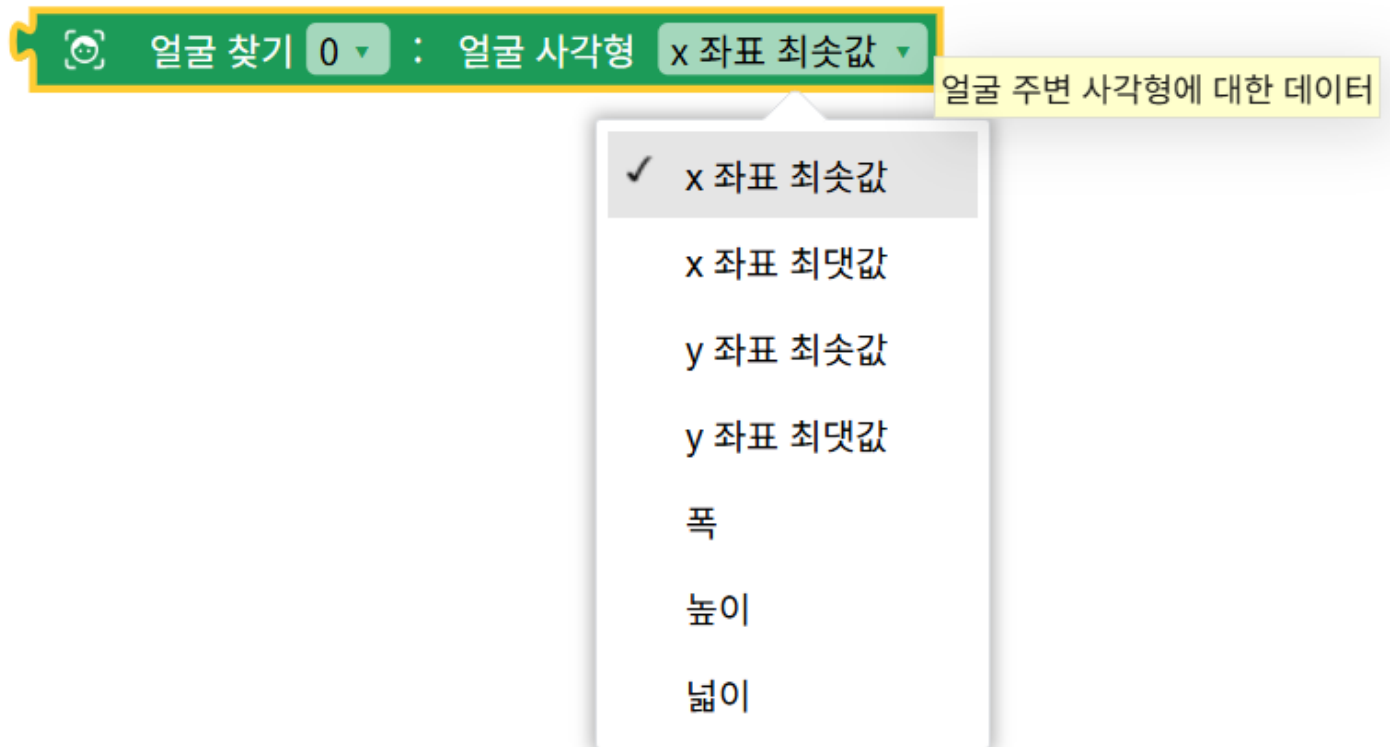 얼굴 찾기 0 ▾ : 얼굴 사각형 x 좌표 최솟값 ▾
얼굴 주변 사각형에 대한 데이터
✓ x 좌표 최솟값
x 좌표 최댓값
y 좌표 최솟값
y 좌표 최댓값
폭
높이
넓이